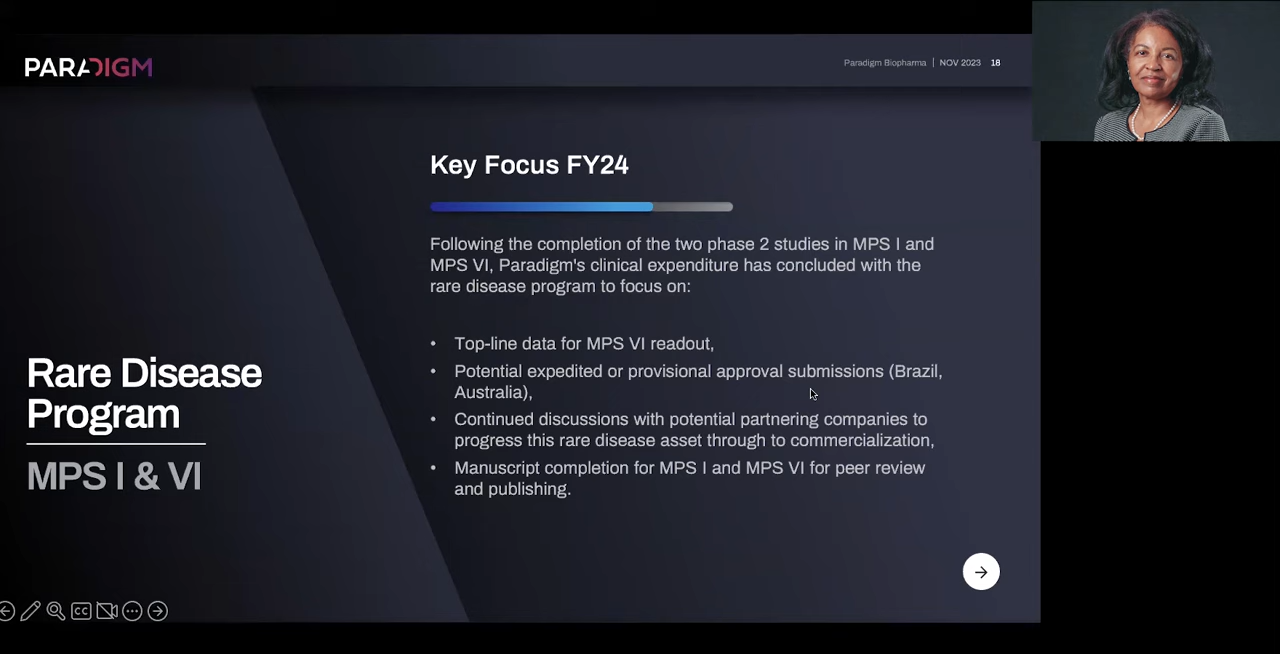 PARADIGM
Paradigm Biopharma | NOV 2023 18
Key Focus FY24
Following the completion of the two phase 2 studies in MPS I and
MPS VI, Paradigm's clinical expenditure has concluded with the
rare disease program to focus on:
• Top-line data for MPS VI readout,
• Potential expedited or provisional approval submissions (Brazil,
Australia),
• Continued discussions with potential partnering companies to
progress this rare disease asset through to commercialization,
• Manuscript completion for MPS I and MPS VI for peer review
and publishing.
Rare Disease
Program
MPS I & VI
CC